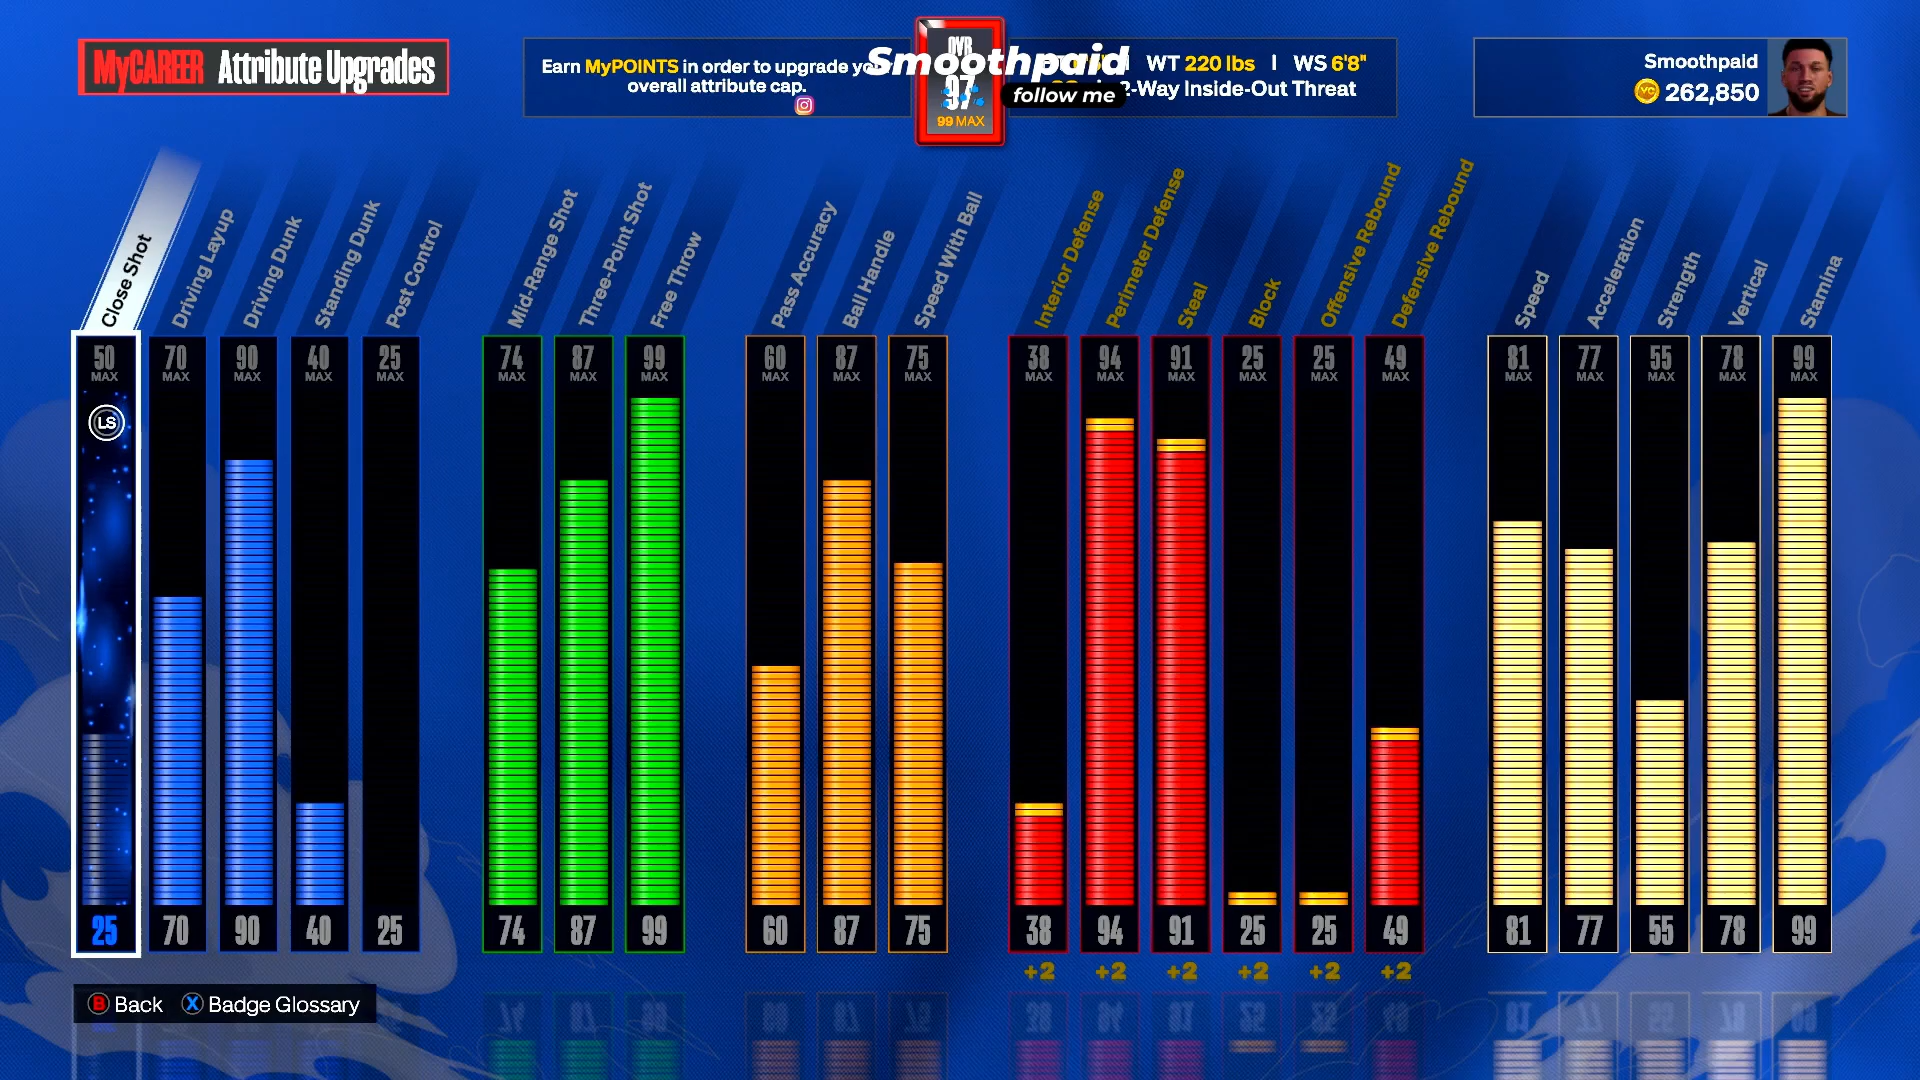 MyCAREER Attribute Upgrades
Earn MyPOINTS in order to upgrade
overall attribute cap.
OVR
97
99 MAX
Smoothpaid
follow me
WT 220 lbs | WS 6'8"
2-Way Inside-Out Threat
Smoothpaid
VC 262,850
Close Shot
Driving Layup
Driving Dunk
Standing Dunk
Post Control
Mid-Range Shot
Three-Point Shot
Free Throw
Pass Accuracy
Ball Handle
Speed With Ball
Interior Defense
Perimeter Defense
Steal
Block
Offensive Rebound
Defensive Rebound
Speed
Acceleration
Strength
Vertical
Stamina
50 70 90 40 25 74 87 99 60 87 75 38 94 91 25 25 49 81 77 55 78 99
MAX MAX MAX MAX MAX MAX MAX MAX MAX MAX MAX MAX MAX MAX MAX MAX MAX MAX MAX MAX MAX MAX
LS
25 70 90 40 25 74 87 99 60 87 75 38 94 91 25 25 49 81 77 55 78 99
+2 +2 +2 +2 +2 +2
B Back X Badge Glossary